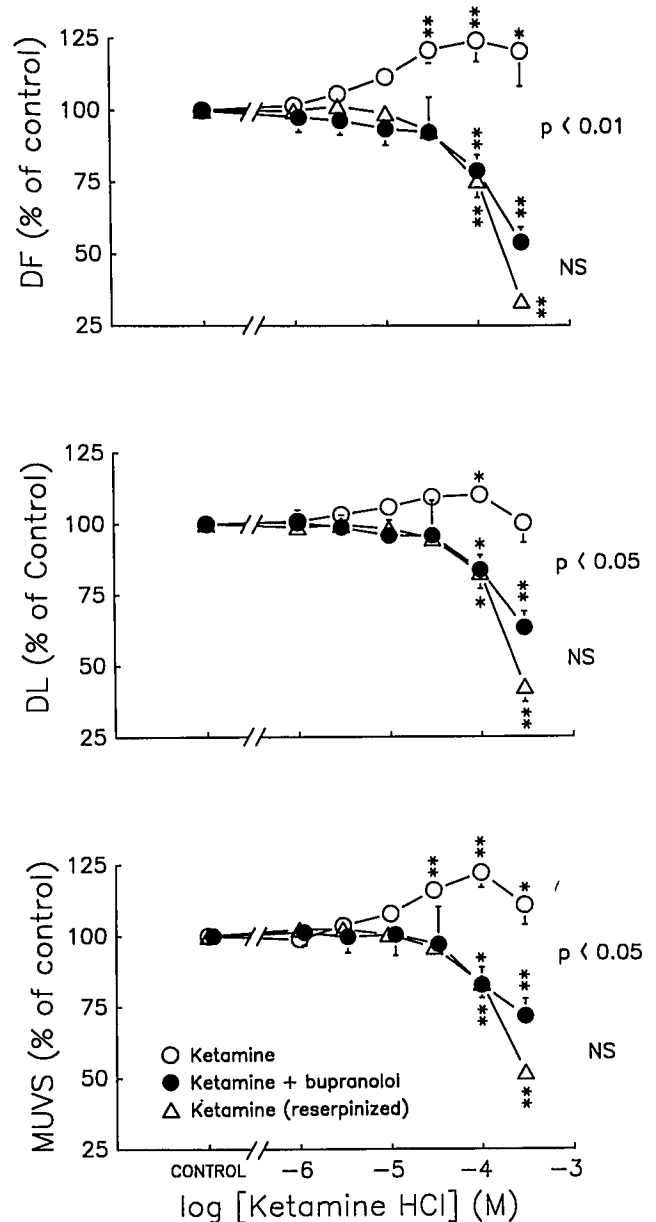 125
100
75
50
25
DF (% of control)
** ** *
p < 0.01
** **
**
NS
**
125
100
75
50
25
DL (% of Control)
*
p < 0.05
* **
*
NS
**
125
100
75
50
25
MUVS (% of control)
** ** *
p < 0.05
* **
**
NS
**
Ketamine
Ketamine + bupranolol
Ketamine (reserpinized)
CONTROL -6 -5 -4 -3
log [Ketamine HCl] (M)